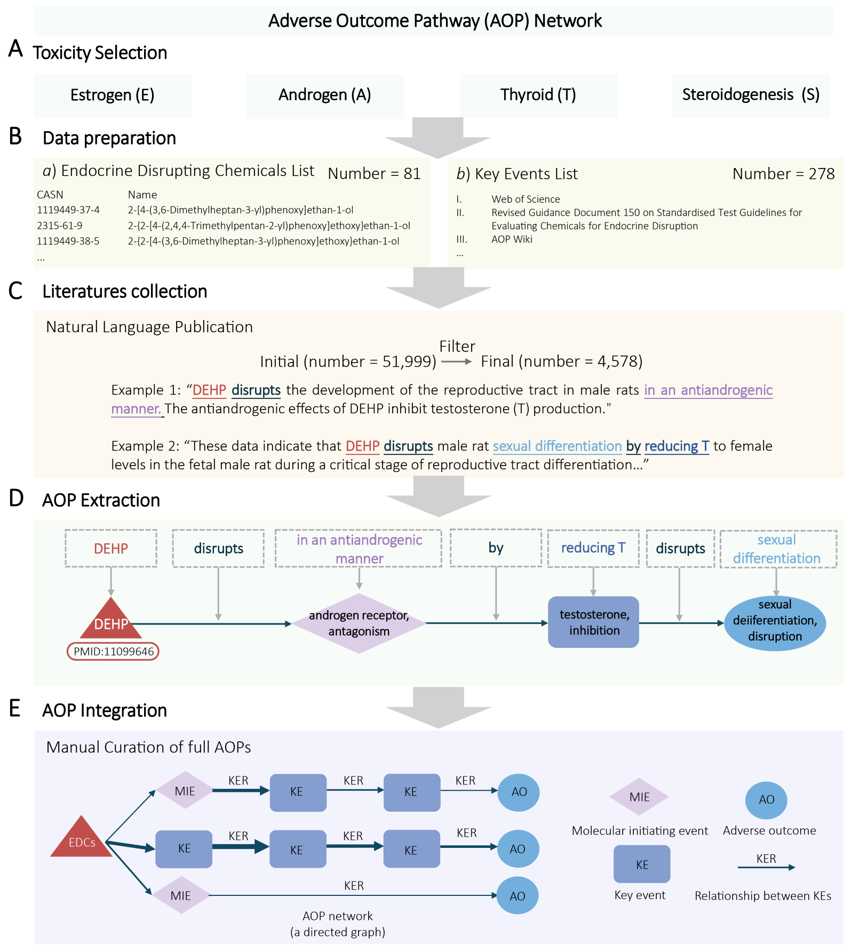 Adverse Outcome Pathway (AOP) Network
A Toxicity Selection
Estrogen (E) Androgen (A) Thyroid (T) Steroidogenesis (S)
B Data preparation
a) Endocrine Disrupting Chemicals List Number = 81
CASN Name
1119449-37-4 2-[4-(3,6-Dimethylheptan-3-yl)phenoxy]ethan-1-ol
2315-61-9 2-{2-[4-(2,4,4-Trimethylpentan-2-yl)phenoxy]ethoxy}ethan-1-ol
1119449-38-5 2-{2-[4-(3,6-Dimethylheptan-3-yl)phenoxy]ethoxy}ethan-1-ol
...
b) Key Events List Number = 278
I. Web of Science
II. Revised Guidance Document 150 on Standardised Test Guidelines for
Evaluating Chemicals for Endocrine Disruption
III. AOP Wiki
...
C Literatures collection
Natural Language Publication
Filter
Initial (number = 51,999) Final (number = 4,578)
Example 1: “DEHP disrupts the development of the reproductive tract in male rats in an antiandrogenic
manner. The antiandrogenic effects of DEHP inhibit testosterone (T) production."
Example 2: “These data indicate that DEHP disrupts male rat sexual differentiation by reducing T to female
levels in the fetal male rat during a critical stage of reproductive tract differentiation...”
D AOP Extraction
DEHP
disrupts
in an antiandrogenic
manner
by
reducing T
disrupts
sexual
differentiation
DEHP
androgen receptor,
antagonism
testosterone,
inhibition
sexual
deiiferentiation,
disruption
PMID:11099646
E AOP Integration
Manual Curation of full AOPs
EDCs
MIE KER KE KER KE KER AO
KE KER KE KER KE KER AO
MIE KER AO
AOP network
(a directed graph)
MIE
Molecular initiating event
AO
Adverse outcome
KE
Key event
KER
Relationship between KEs